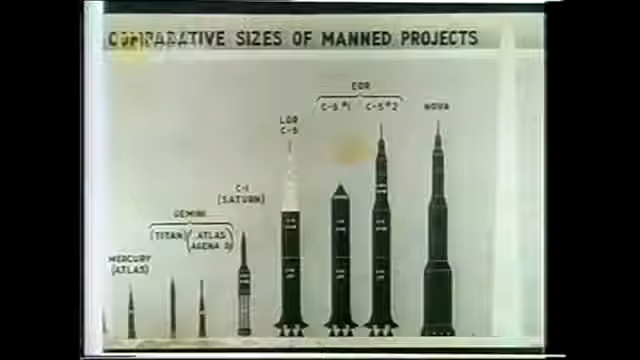 COMPARATIVE SIZES OF MANNED PROJECTS
EOR
C-5 #1 C-5 #2
NOVA
LOR
C-5
C-1
(SATURN)
GEMINI
(TITAN) (ATLAS AGENA D)
MERCURY
(ATLAS)